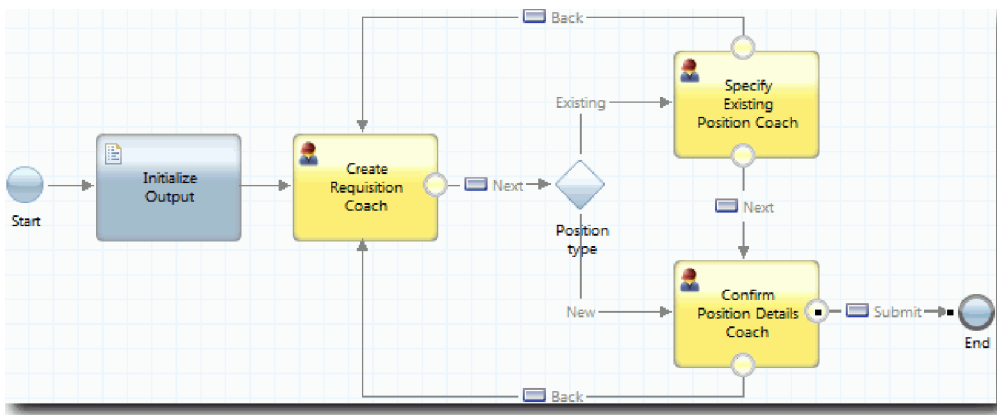 Back
Specify
Existing
Position Coach
Existing
Initialize
Output
Create
Requisition
Coach
Next
Start
Next
Position
type
Confirm
Position Details
Coach
New
Submit
End
Back